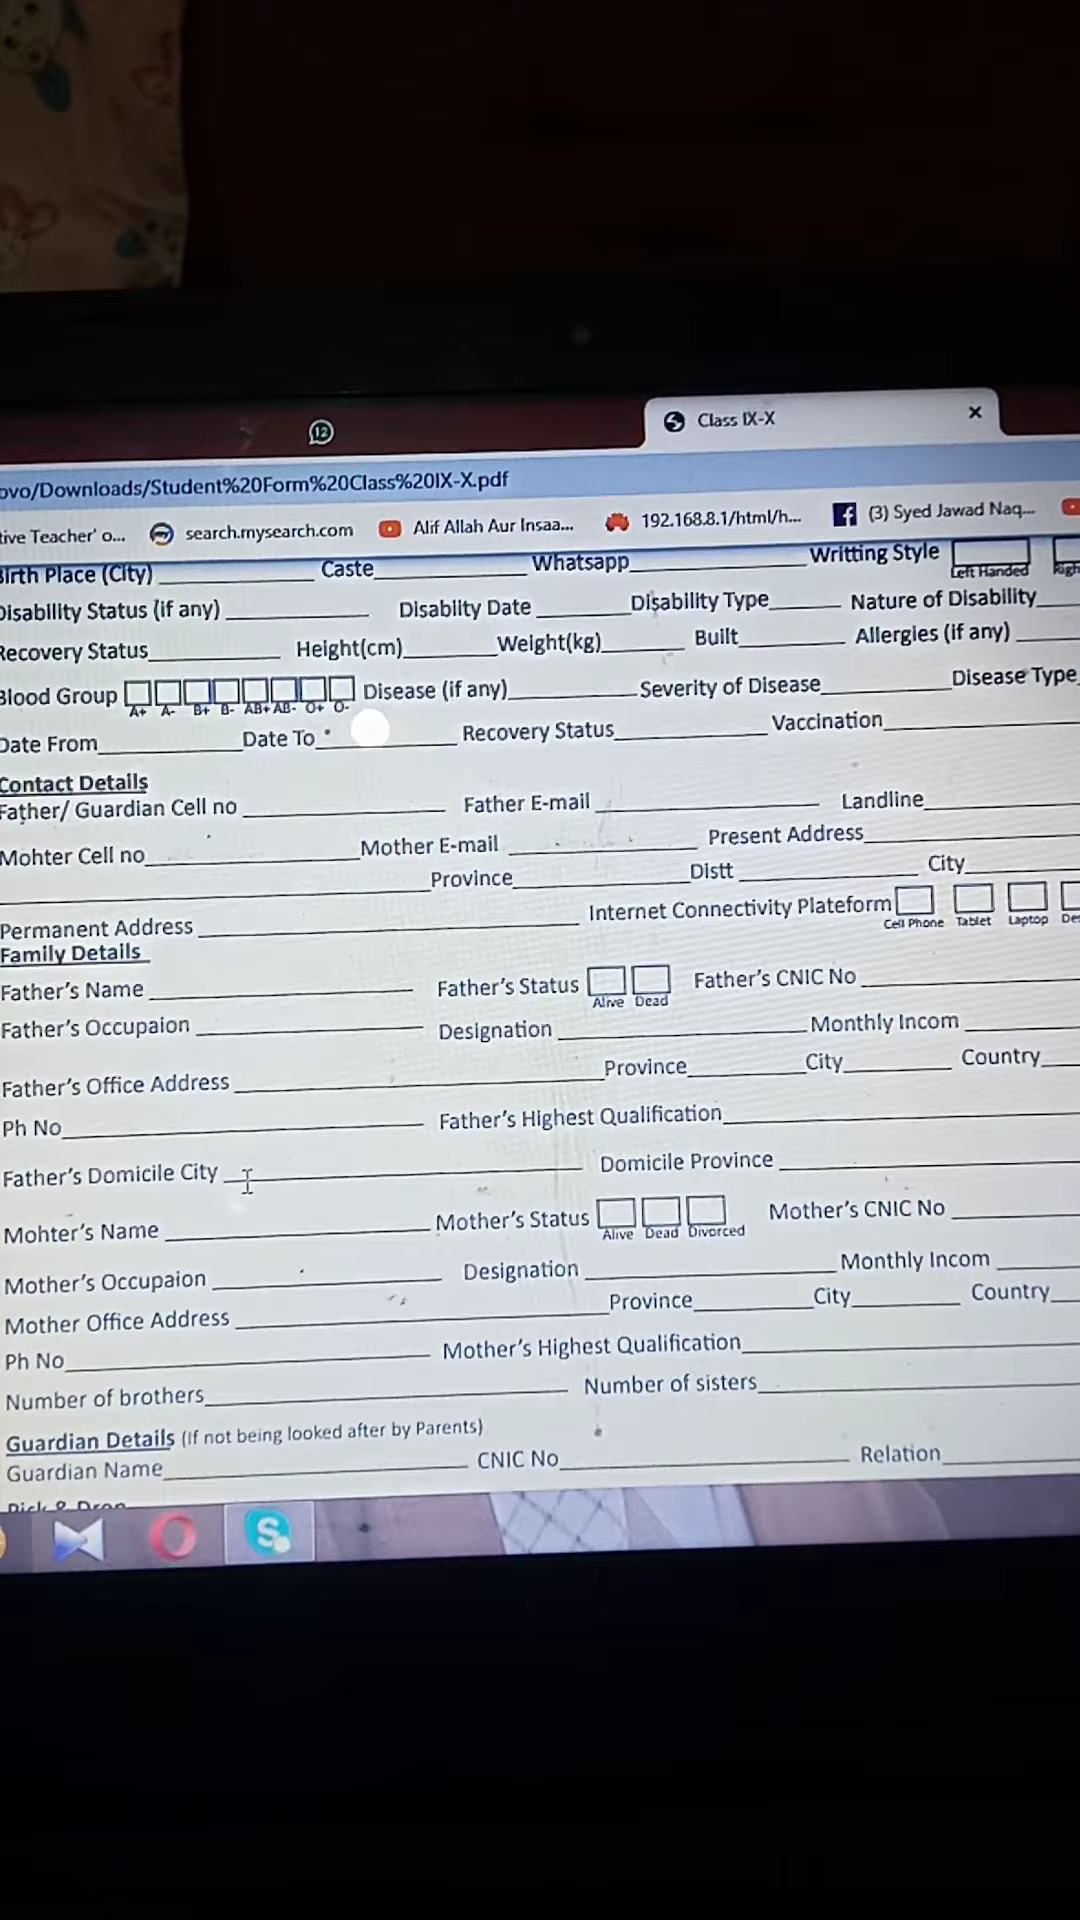 12
Class IX-X
ovo/Downloads/Student%20Form%20Class%20IX-X.pdf
tive Teacher' o... search.mysearch.com Alif Allah Aur Insaa... 192.168.8.1/html/h... (3) Syed Jawad Naq...
Birth Place (City) Caste Whatsapp Writting Style
Left Handed
Disability Status (if any) Disablity Date Disability Type Nature of Disability
Recovery Status Height(cm) Weight(kg) Built Allergies (if any)
Blood Group Disease (if any) Severity of Disease Disease Type
A+ A- B+ B- AB+ AB- O+ O-
Date From Date To Recovery Status Vaccination
Contact Details
Father/ Guardian Cell no Father E-mail Landline
Mohter Cell no Mother E-mail Present Address
Province Distt City
Permanent Address Internet Connectivity Plateform
Cell Phone Tablet Laptop
Family Details
Father's Name Father's Status Father's CNIC No
Alive Dead
Father's Occupaion Designation Monthly Incom
Father's Office Address Province City Country
Ph No Father's Highest Qualification
Father's Domicile City Domicile Province
Mohter's Name Mother's Status Mother's CNIC No
Alive Dead Divorced
Mother's Occupaion Designation Monthly Incom
Mother Office Address Province City Country
Ph No Mother's Highest Qualification
Number of brothers Number of sisters
Guardian Details (If not being looked after by Parents)
Guardian Name CNIC No Relation
Pick & Drop